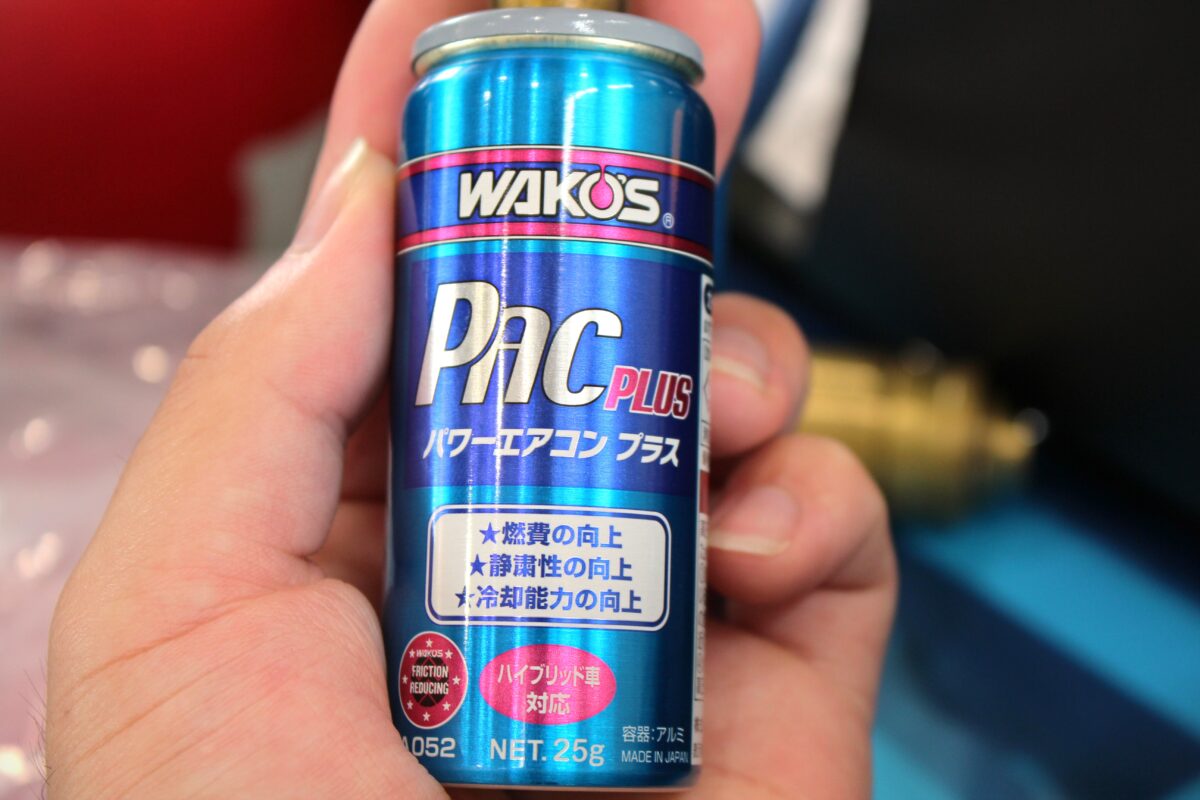 WAKO'S®
PAC PLUS
パワーエアコン プラス
★燃費の向上
★静粛性の向上
★冷却能力の向上
WAKO'S
FRICTION
REDUCING
ハイブリッド車
対応
A052
NET. 25g
容器:アルミ
MADE IN JAPAN